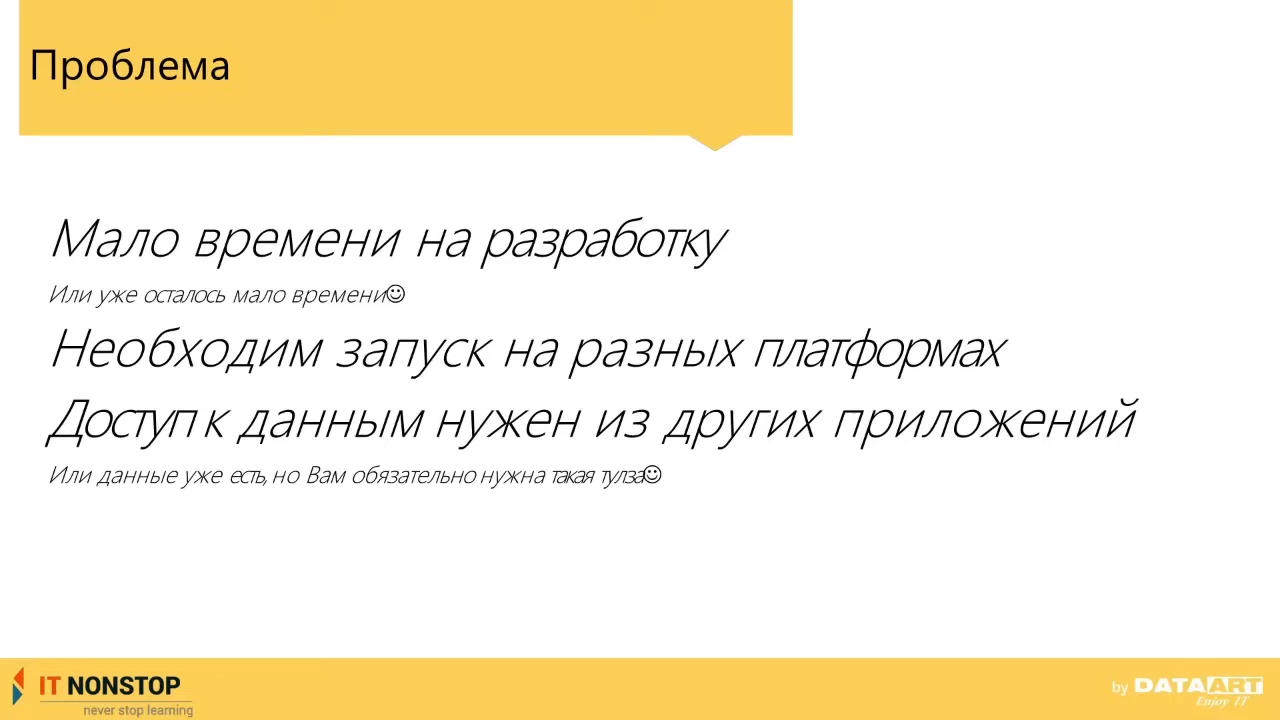 Проблема
Мало времени на разработку
Или уже осталось мало времени☺
Необходим запуск на разных платформах
Доступ к данным нужен из других приложений
Или данные уже есть, но Вам обязательно нужна такая тулза☺
IT NONSTOP
never stop learning
by DATAART
Enjoy IT